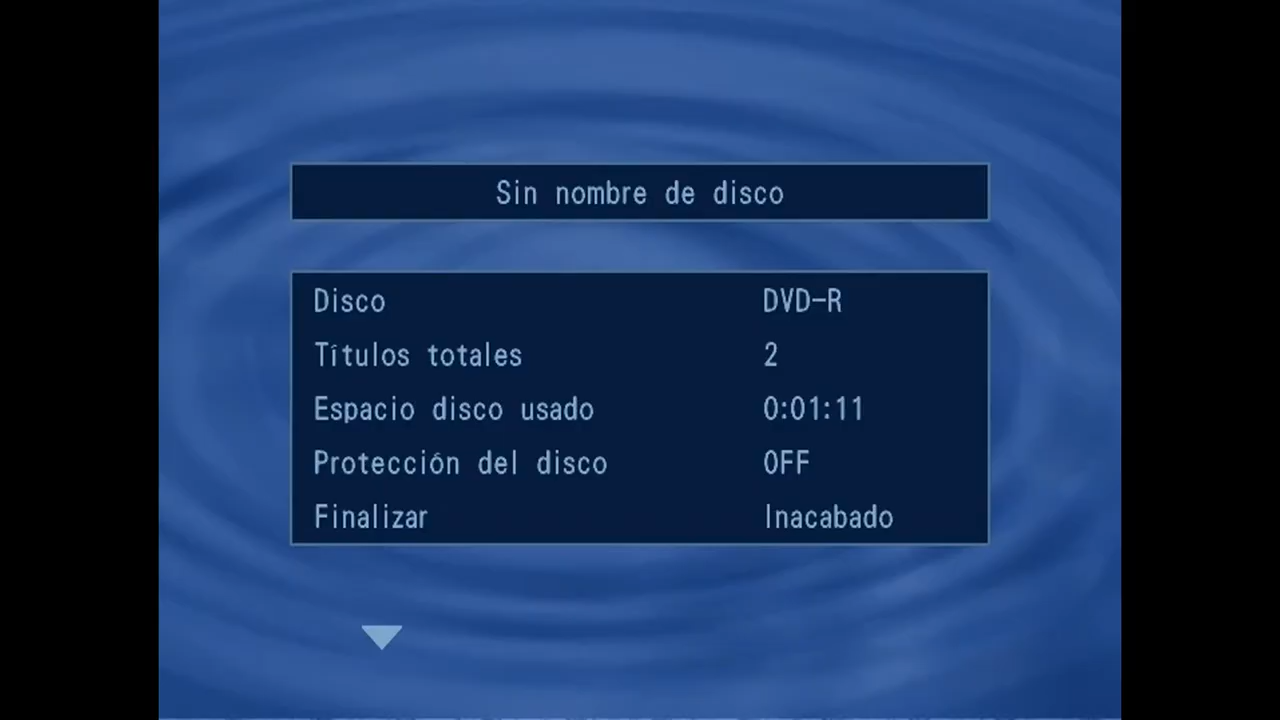 Sin nombre de disco
Disco DVD-R
Títulos totales 2
Espacio disco usado 0:01:11
Protección del disco OFF
Finalizar Inacabado